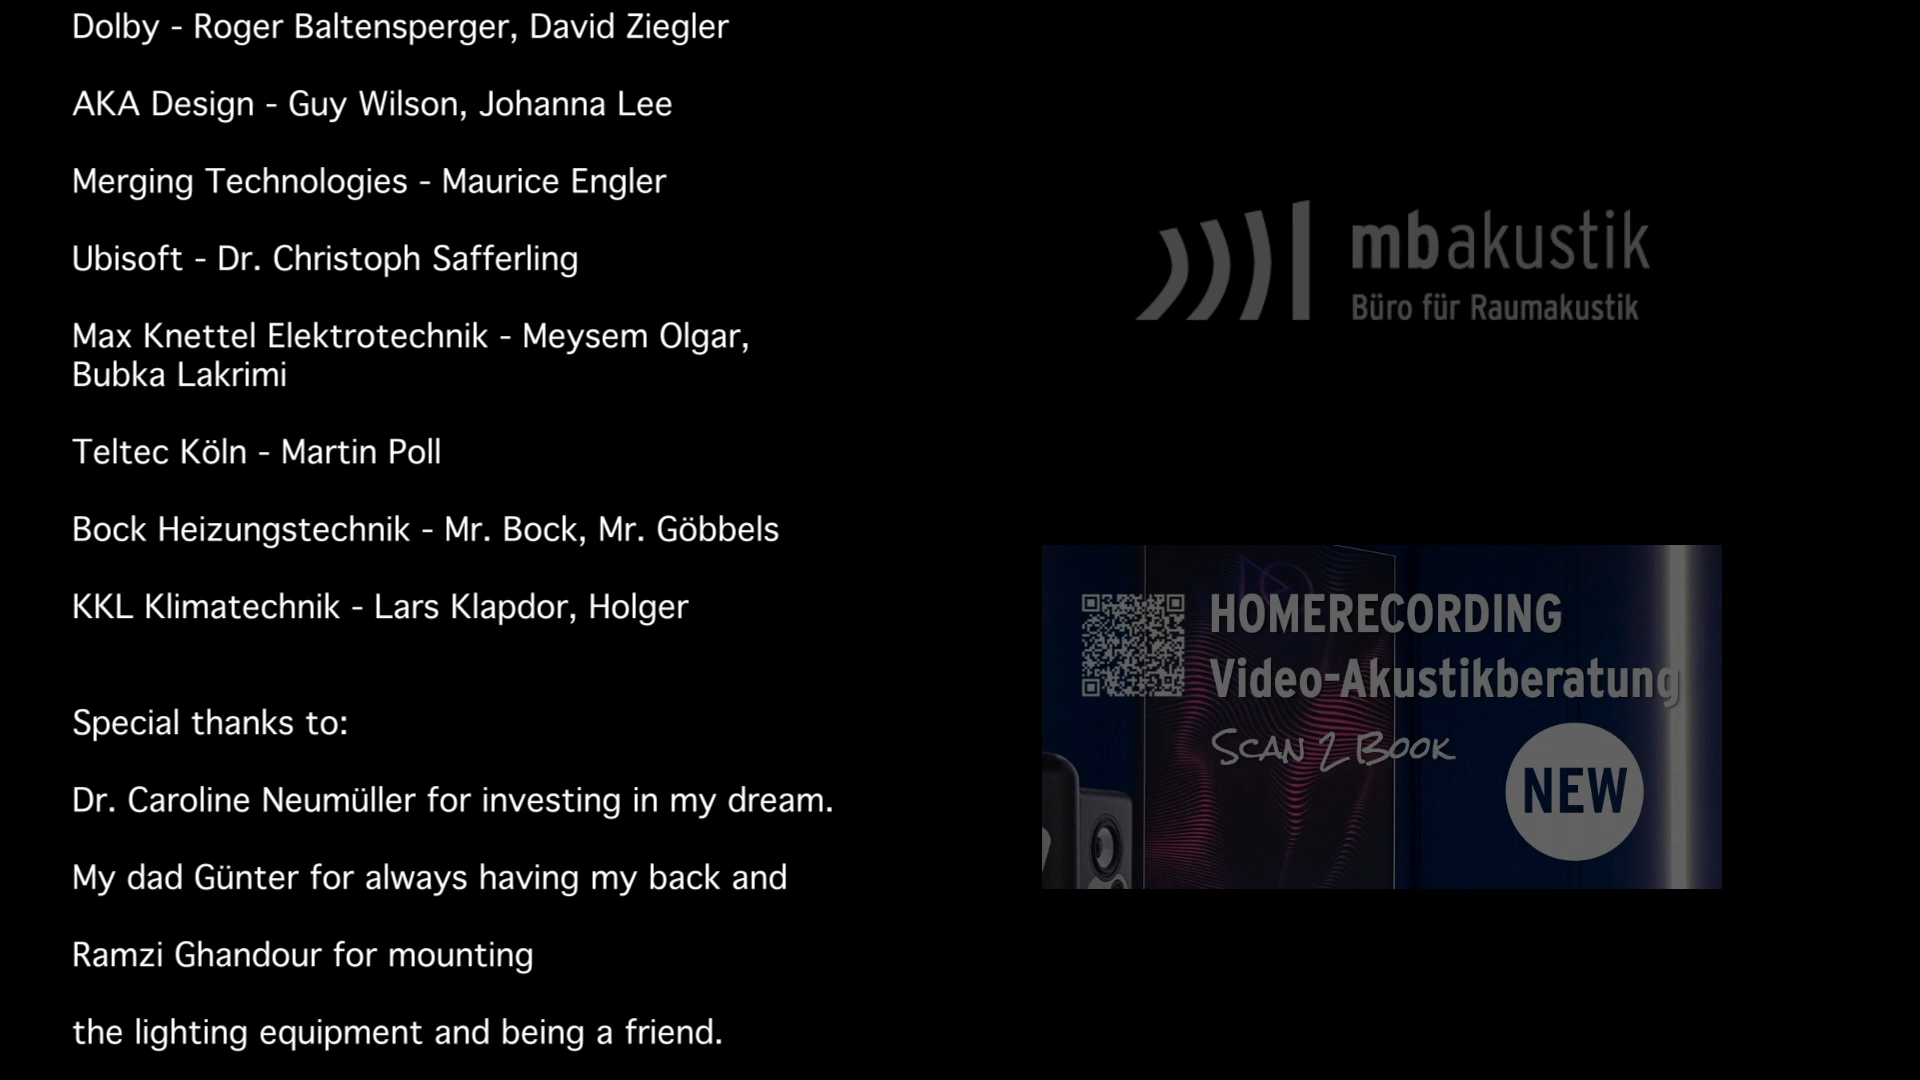 Dolby - Roger Baltensperger, David Ziegler
AKA Design - Guy Wilson, Johanna Lee
Merging Technologies - Maurice Engler
Ubisoft - Dr. Christoph Safferling
Max Knettel Elektrotechnik - Meysem Olgar,
Bubka Lakrimi
Teltec Köln - Martin Poll
Bock Heizungstechnik - Mr. Bock, Mr. Göbbels
KKL Klimatechnik - Lars Klapdor, Holger
Special thanks to:
Dr. Caroline Neumüller for investing in my dream.
My dad Günter for always having my back and
Ramzi Ghandour for mounting
the lighting equipment and being a friend.
mbakustik
Büro für Raumakustik
HOMERECORDING
Video-Akustikberatung
SCAN 2 BOOK
NEW